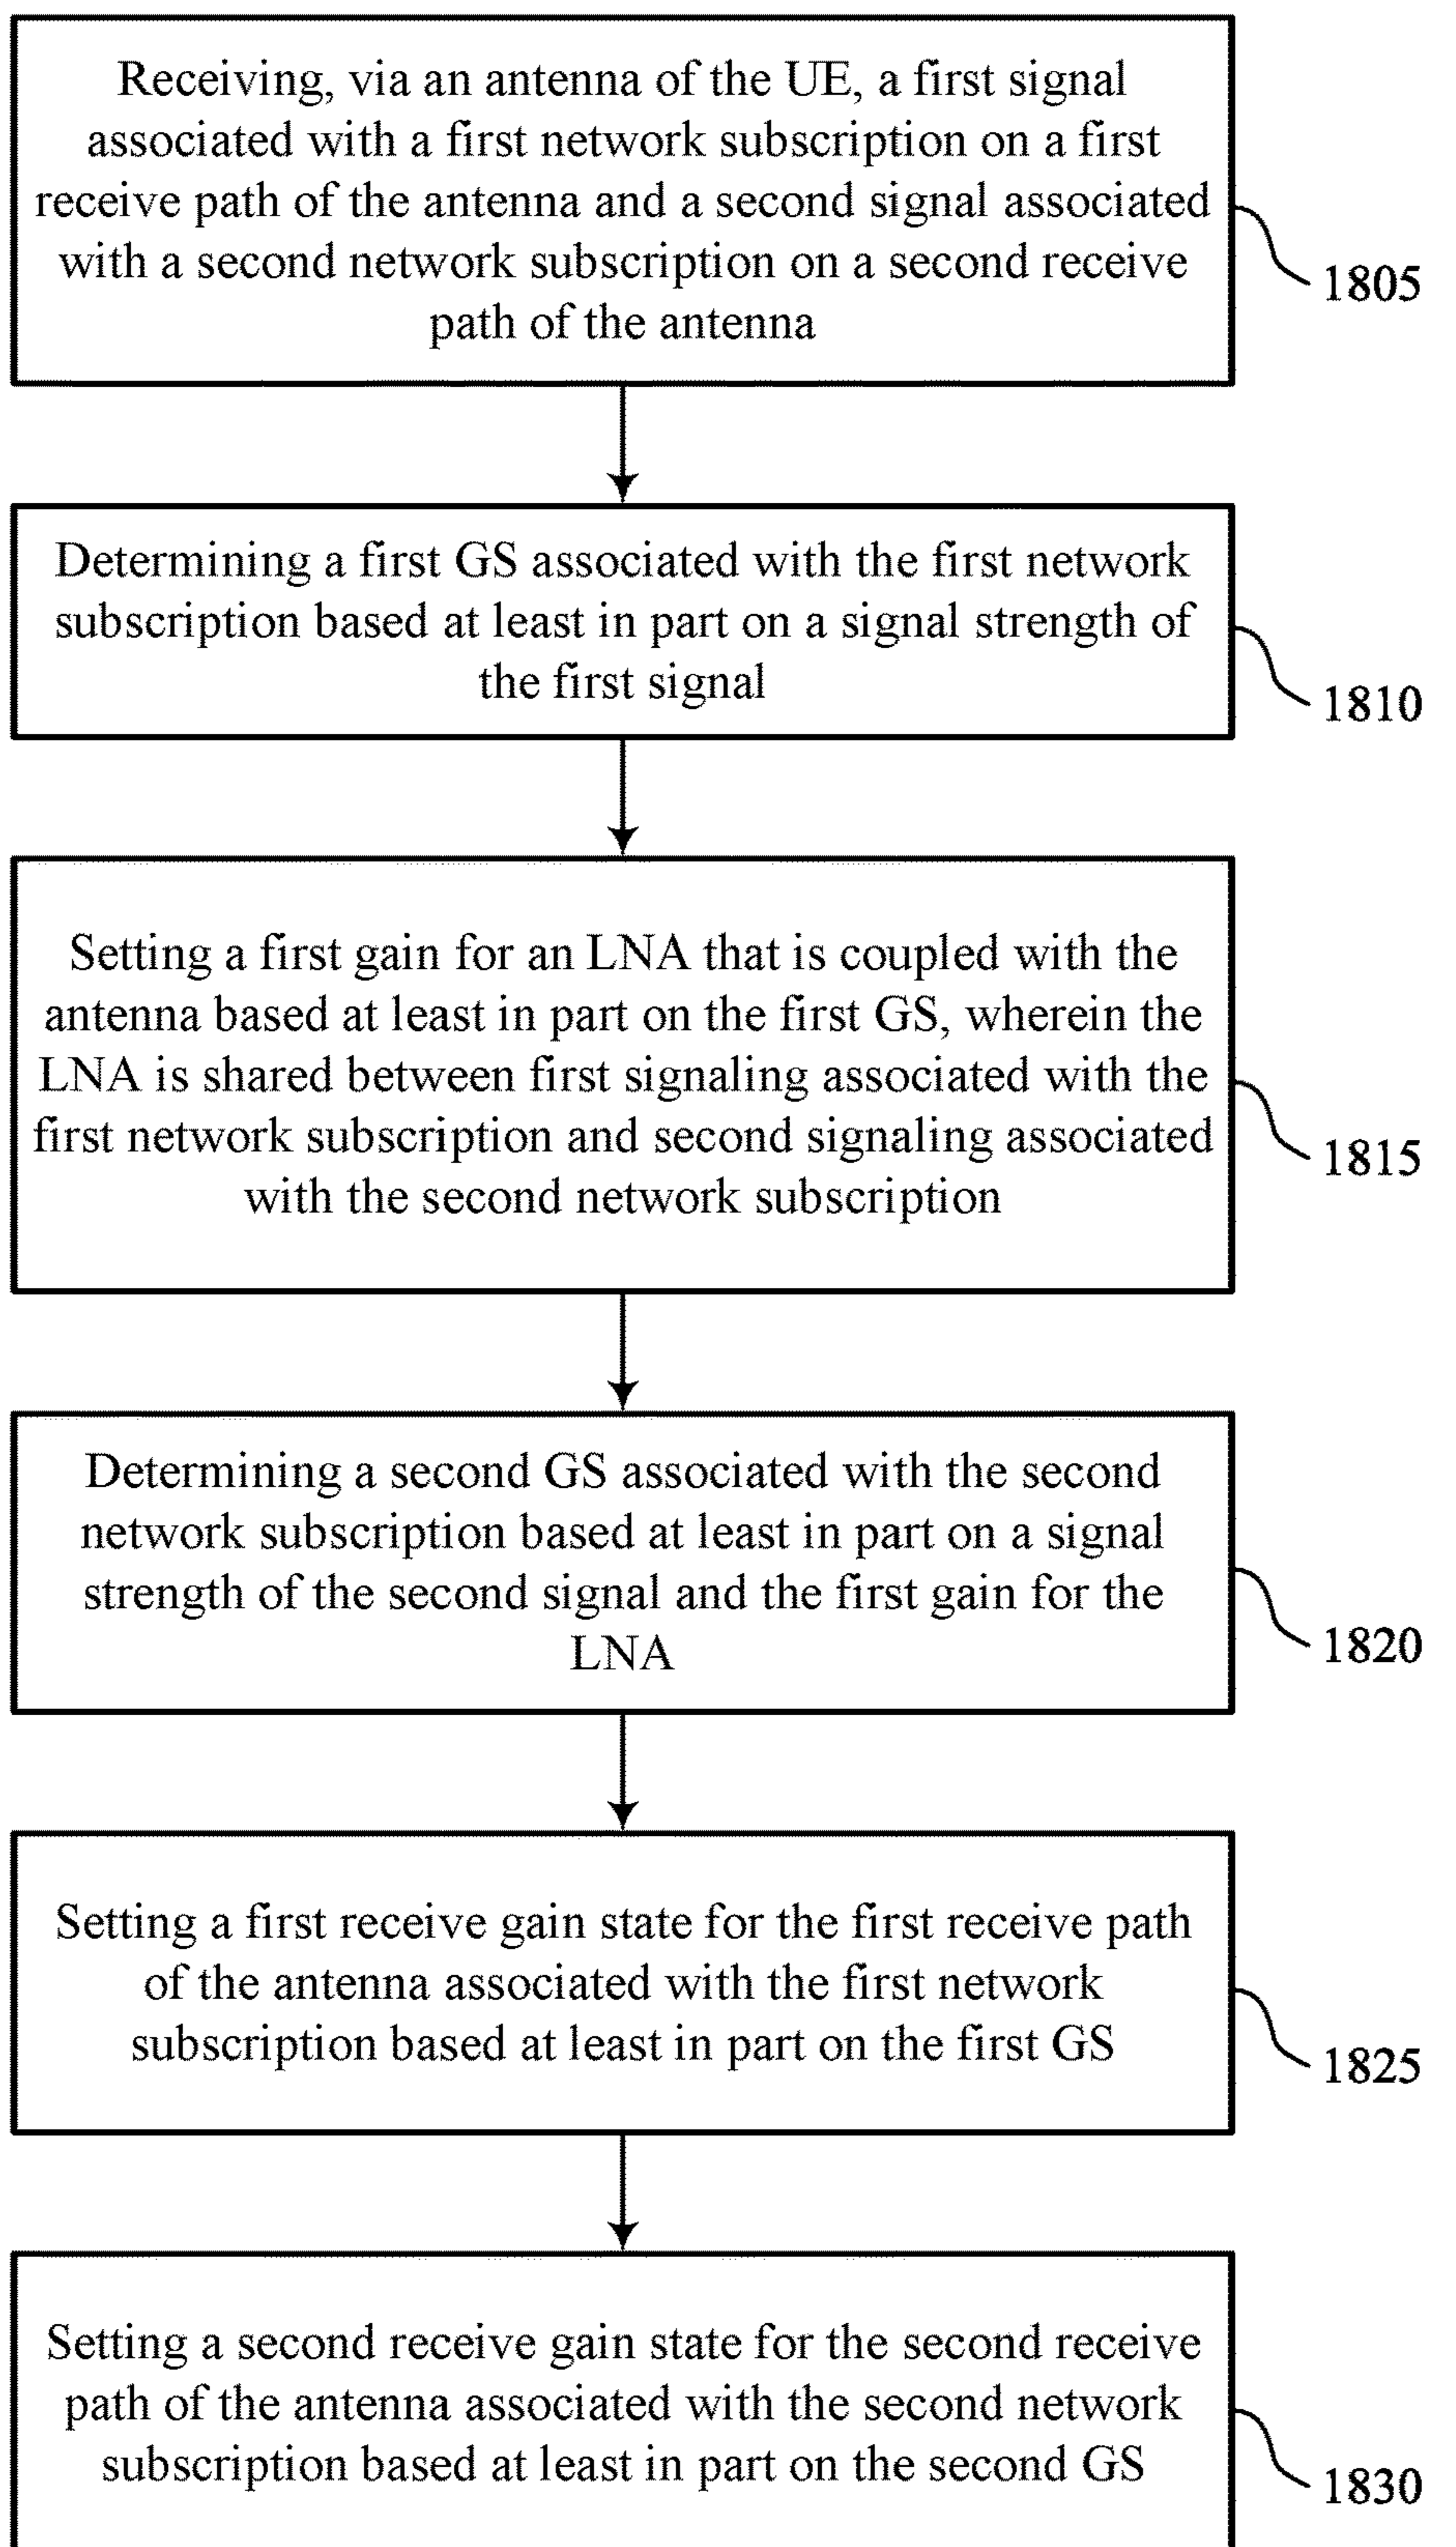 Receiving, via an antenna of the UE, a first signal
associated with a first network subscription on a first
receive path of the antenna and a second signal associated
with a second network subscription on a second receive
path of the antenna
1805
Determining a first GS associated with the first network
subscription based at least in part on a signal strength of
the first signal
1810
Setting a first gain for an LNA that is coupled with the
antenna based at least in part on the first GS, wherein the
LNA is shared between first signaling associated with the
first network subscription and second signaling associated
with the second network subscription
1815
Determining a second GS associated with the second
network subscription based at least in part on a signal
strength of the second signal and the first gain for the
LNA
1820
Setting a first receive gain state for the first receive path
of the antenna associated with the first network
subscription based at least in part on the first GS
1825
Setting a second receive gain state for the second receive
path of the antenna associated with the second network
subscription based at least in part on the second GS
1830